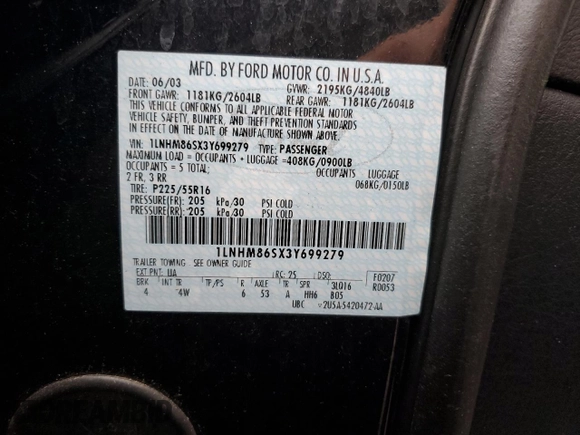 MFD. BY FORD MOTOR CO. IN U.S.A.
DATE: 06/03 GVWR: 2195KG/4840LB
FRONT GAWR: 1181KG/2604LB REAR GAWR: 1181KG/2604LB
THIS VEHICLE CONFORMS TO ALL APPLICABLE FEDERAL MOTOR
VEHICLE SAFETY, BUMPER, AND THEFT PREVENTION STANDARDS
IN EFFECT ON THE DATE OF MANUFACTURE SHOWN ABOVE.
VIN: 1LNHM86SX3Y699279 TYPE: PASSENGER
MAXIMUM LOAD = OCCUPANTS + LUGGAGE = 408KG/0900LB
OCCUPANTS = 5 TOTAL; LUGGAGE 068KG/0150LB
2 FR, 3 RR
TIRE: P225/55R16
PRESSURE(FR): 205 kPa/30 PSI COLD
PRESSURE(RR): 205 kPa/30 PSI COLD
1LNHM86SX3Y699279
TRAILER TOWING: SEE OWNER GUIDE
EXT PNT: UA RC: 25 DSO: F0207
BRK INT TR TP/PS R AXLE TR SPR 3L016 R0053
4 4W 6 53 A HH6 B05
UBC 2U5A-5420472-AA
DREAMBID